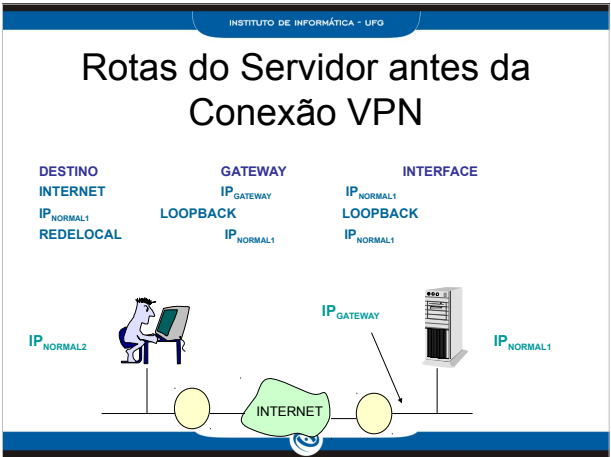 INSTITUTO DE INFORMÁTICA - UFG
Rotas do Servidor antes da
Conexão VPN
DESTINO GATEWAY INTERFACE
INTERNET IPGATEWAY IPNORMAL1
IPNORMAL1 LOOPBACK LOOPBACK
REDELOCAL IPNORMAL1 IPNORMAL1
IPGATEWAY
IPNORMAL2
IPNORMAL1
INTERNET